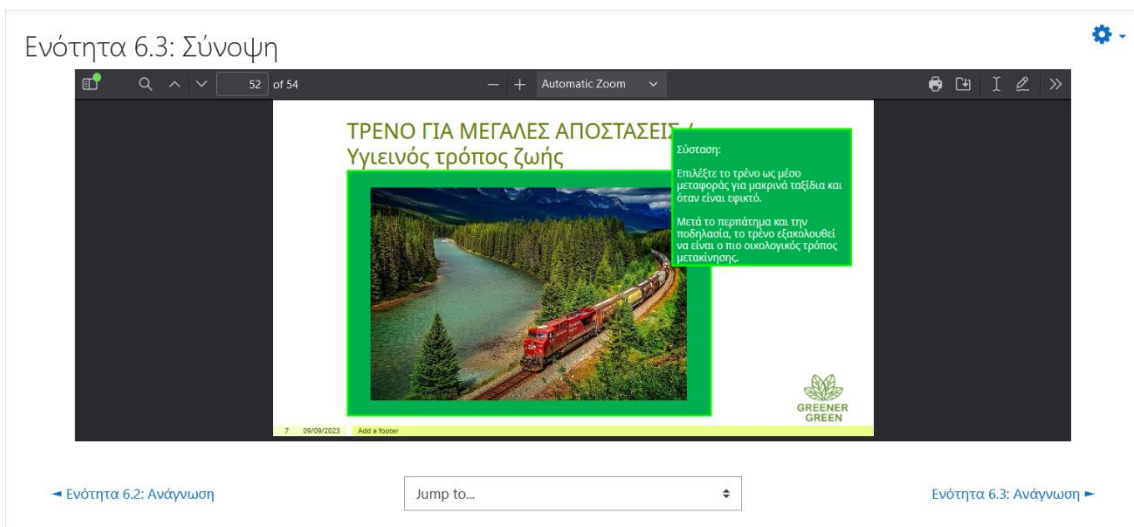 Ενότητα 6.3: Σύνοψη
52 of 54
Automatic Zoom
ΤΡΕΝΟ ΓΙΑ ΜΕΓΑΛΕΣ ΑΠΟΣΤΑΣΕΙΣ /
Υγιεινός τρόπος ζωής
Σύσταση:
Επιλέξτε το τρένο ως μέσο
μεταφοράς για μακρινά ταξίδια και
όταν είναι εφικτό.
Μετά το περπάτημα και την
ποδηλασία, το τρένο εξακολουθεί
να είναι ο πιο οικολογικός τρόπος
μετακίνησης.
GREENER
GREEN
7 09/09/2023 Add a footer
◄ Ενότητα 6.2: Ανάγνωση
Jump to...
Ενότητα 6.3: Ανάγνωση ►